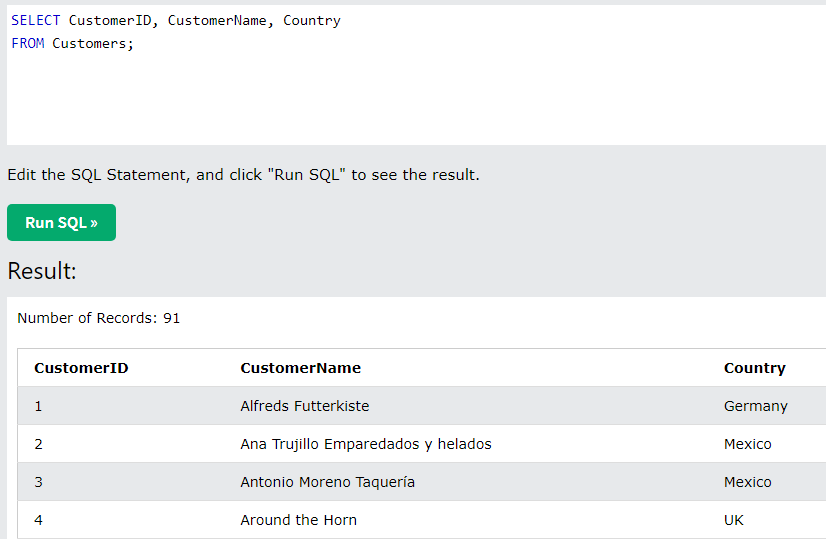 SELECT CustomerID, CustomerName, Country
FROM Customers;
Edit the SQL Statement, and click "Run SQL" to see the result.
Run SQL »
Result:
Number of Records: 91
CustomerID CustomerName Country
1 Alfreds Futterkiste Germany
2 Ana Trujillo Emparedados y helados Mexico
3 Antonio Moreno Taquería Mexico
4 Around the Horn UK